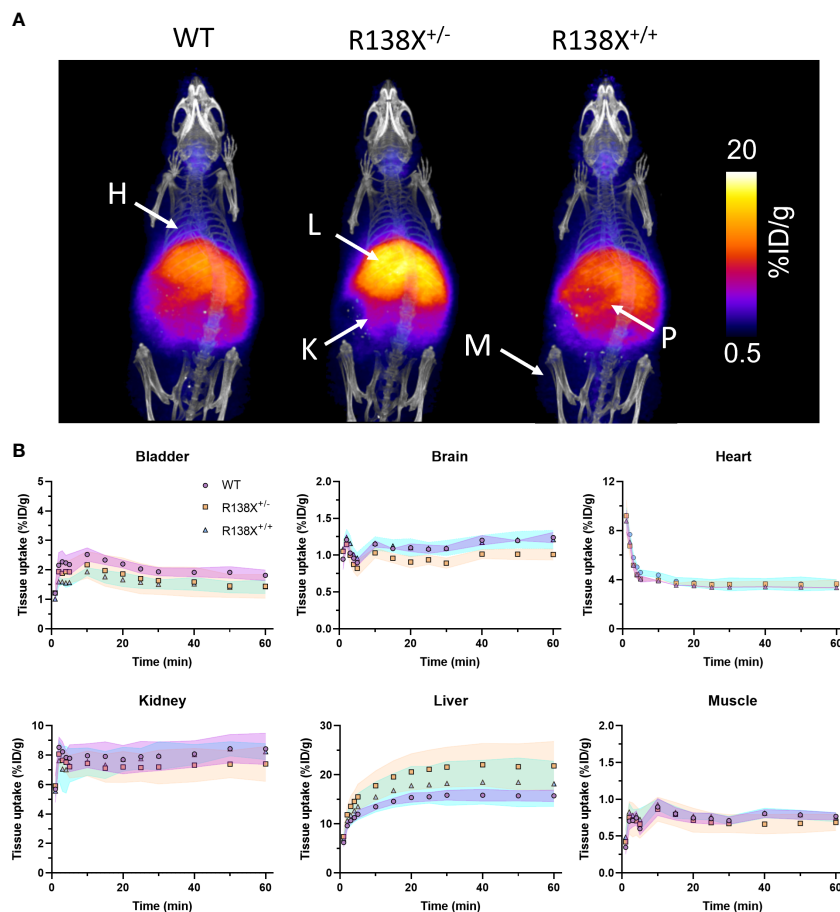 A
WT R138X+/- R138X+/+
H
L
K
M
P
20
%ID/g
0.5
B
Bladder
Tissue uptake (%ID/g)
5
4
3
2
1
0
0 20 40 60
Time (min)
WT
R138X+/-
R138X+/+
Brain
Tissue uptake (%ID/g)
2.0
1.5
1.0
0.5
0.0
0 20 40 60
Time (min)
Heart
Tissue uptake (%ID/g)
12
8
4
0
0 20 40 60
Time (min)
Kidney
Tissue uptake (%ID/g)
10
8
6
4
2
0
0 20 40 60
Time (min)
Liver
Tissue uptake (%ID/g)
30
20
10
0
0 20 40 60
Time (min)
Muscle
Tissue uptake (%ID/g)
2.0
1.5
1.0
0.5
0.0
0 20 40 60
Time (min)